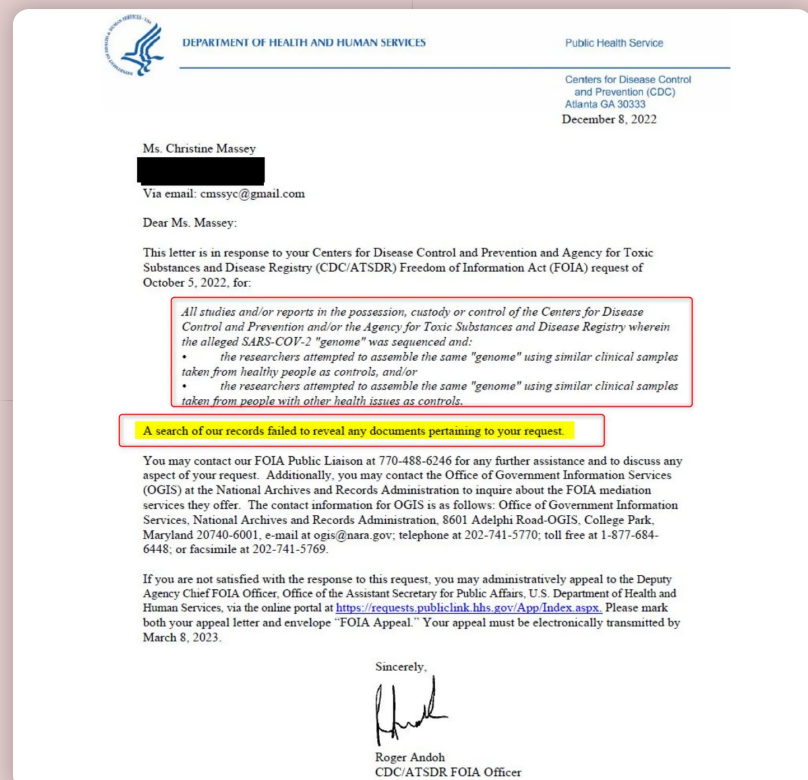 DEPARTMENT OF HEALTH AND HUMAN SERVICES
Public Health Service
Centers for Disease Control
and Prevention (CDC)
Atlanta GA 30333
December 8, 2022
Ms. Christine Massey
Via email: cmssyc@gmail.com
Dear Ms. Massey:
This letter is in response to your Centers for Disease Control and Prevention and Agency for Toxic
Substances and Disease Registry (CDC/ATSDR) Freedom of Information Act (FOIA) request of
October 5, 2022, for:
All studies and/or reports in the possession, custody or control of the Centers for Disease
Control and Prevention and/or the Agency for Toxic Substances and Disease Registry wherein
the alleged SARS-COV-2 "genome" was sequenced and:
• the researchers attempted to assemble the same "genome" using similar clinical samples
taken from healthy people as controls, and/or
• the researchers attempted to assemble the same "genome" using similar clinical samples
taken from people with other health issues as controls.
A search of our records failed to reveal any documents pertaining to your request.
You may contact our FOIA Public Liaison at 770-488-6246 for any further assistance and to discuss any
aspect of your request. Additionally, you may contact the Office of Government Information Services
(OGIS) at the National Archives and Records Administration to inquire about the FOIA mediation
services they offer. The contact information for OGIS is as follows: Office of Government Information
Services, National Archives and Records Administration, 8601 Adelphi Road-OGIS, College Park,
Maryland 20740-6001, e-mail at ogis@nara.gov; telephone at 202-741-5770; toll free at 1-877-684-
6448; or facsimile at 202-741-5769.
If you are not satisfied with the response to this request, you may administratively appeal to the Deputy
Agency Chief FOIA Officer, Office of the Assistant Secretary for Public Affairs, U.S. Department of Health and
Human Services, via the online portal at https://requests.publiclink.hhs.gov/App/Index.aspx. Please mark
both your appeal letter and envelope “FOIA Appeal.” Your appeal must be electronically transmitted by
March 8, 2023.
Sincerely,
Roger Andoh
CDC/ATSDR FOIA Officer